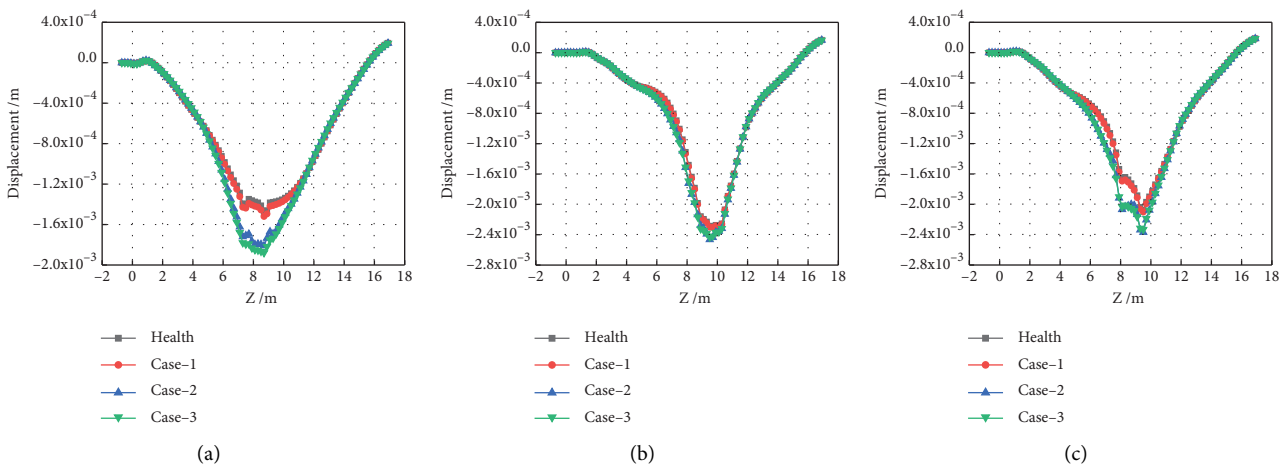 4.0x10⁻⁴
0.0
−4.0x10⁻⁴
−8.0x10⁻⁴
−1.2x10⁻³
−1.6x10⁻³
−2.0x10⁻³
Displacement /m
−2 0 2 4 6 8 10 12 14 16 18
Z /m
Health
Case−1
Case−2
Case−3
(a)
4.0x10⁻⁴
0.0
−4.0x10⁻⁴
−8.0x10⁻⁴
−1.2x10⁻³
−1.6x10⁻³
−2.0x10⁻³
−2.4x10⁻³
−2.8x10⁻³
Displacement /m
−2 0 2 4 6 8 10 12 14 16 18
Z /m
Health
Case−1
Case−2
Case−3
(b)
4.0x10⁻⁴
0.0
−4.0x10⁻⁴
−8.0x10⁻⁴
−1.2x10⁻³
−1.6x10⁻³
−2.0x10⁻³
−2.4x10⁻³
−2.8x10⁻³
Displacement /m
−2 0 2 4 6 8 10 12 14 16 18
Z /m
Health
Case−1
Case−2
Case−3
(c)